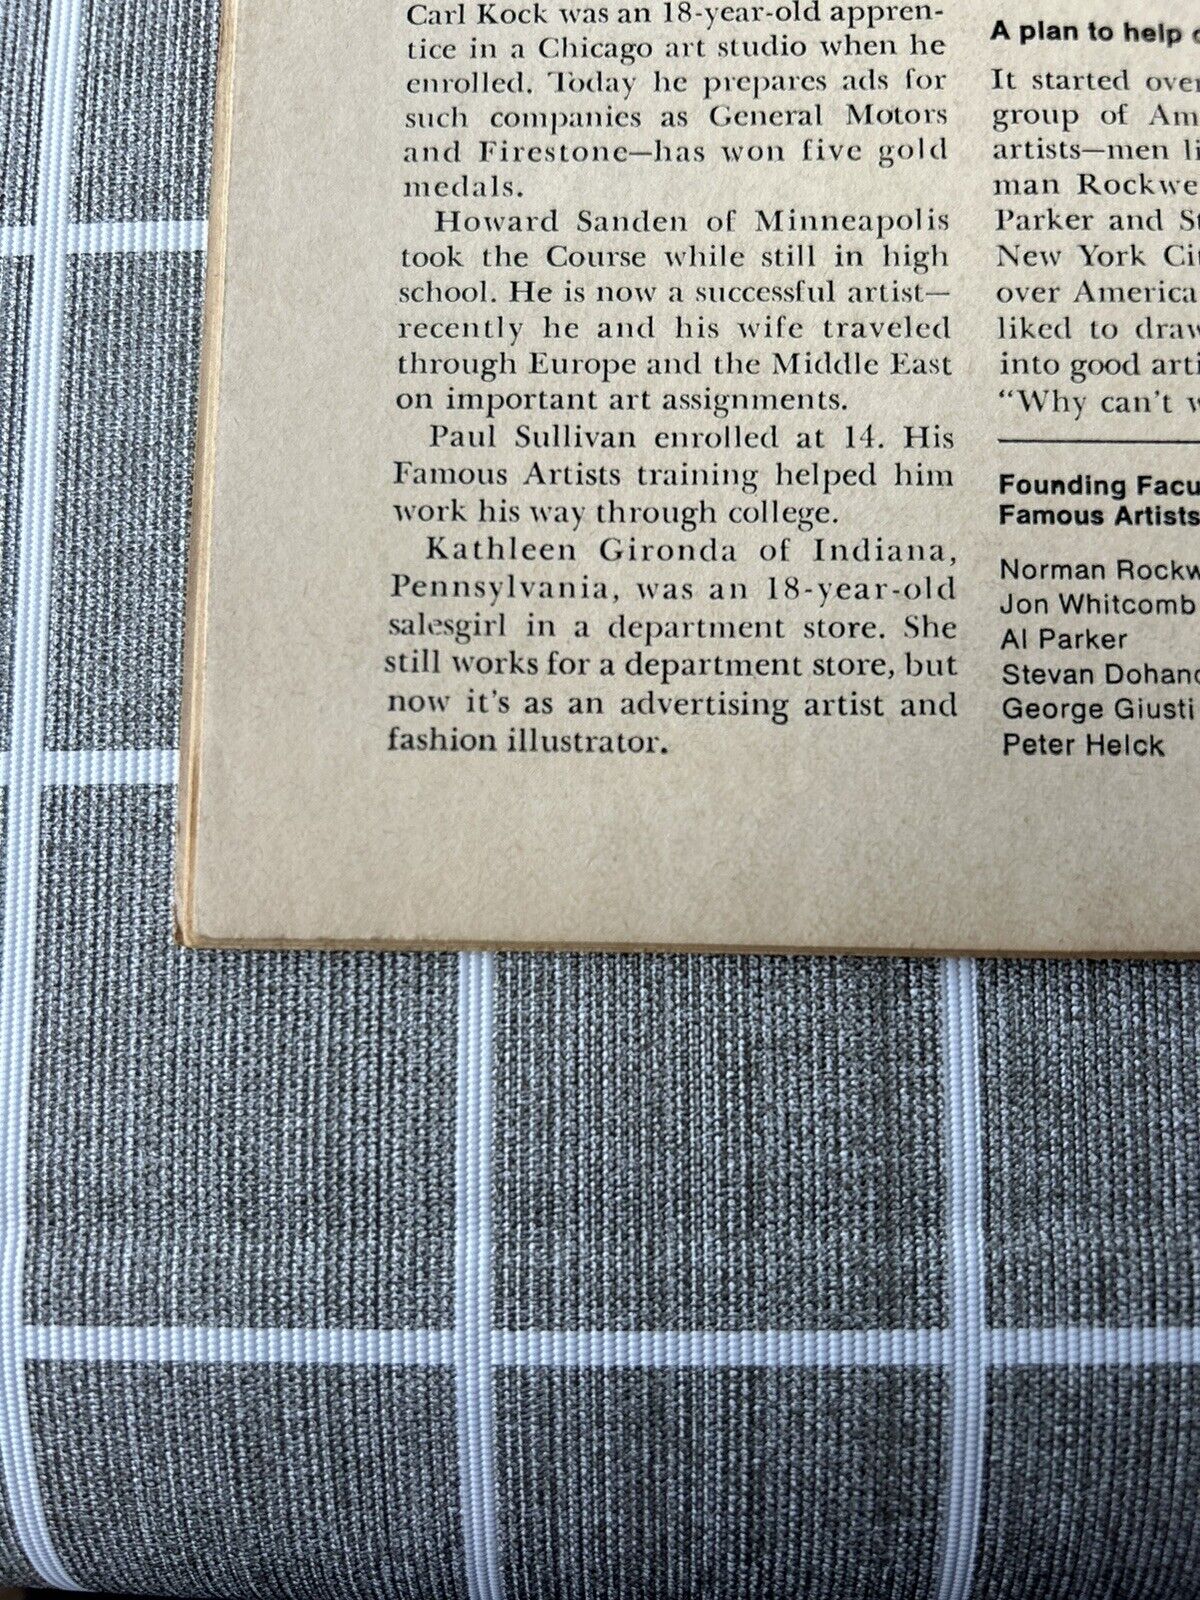 Carl Kock was an 18-year-old appren-
tice in a Chicago art studio when he
enrolled. Today he prepares ads for
such companies as General Motors
and Firestone—has won five gold
medals.
Howard Sanden of Minneapolis
took the Course while still in high
school. He is now a successful artist—
recently he and his wife traveled
through Europe and the Middle East
on important art assignments.
Paul Sullivan enrolled at 14. His
Famous Artists training helped him
work his way through college.
Kathleen Gironda of Indiana,
Pennsylvania, was an 18-year-old
salesgirl in a department store. She
still works for a department store, but
now it's as an advertising artist and
fashion illustrator.
A plan to help
It started
group of
artists—men
man
Parker and
New York
over America
liked to
into good
"Why can't
Founding
Famous Artists
Norman
Jon Whitcomb
Al Parker
Stevan
George Giusti
Peter Helck